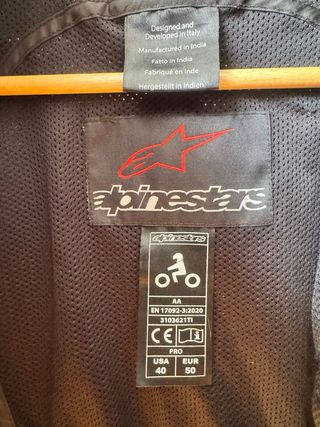 Designed and
Developed in Italy
Manufactured in India
Fatto in India
Fabriqué en Inde
Hergestellt in Indien
alpinestars
alpinestars
AA
EN 17092-3:2020
3103621TI
CE
PRO
USA EUR
40 50